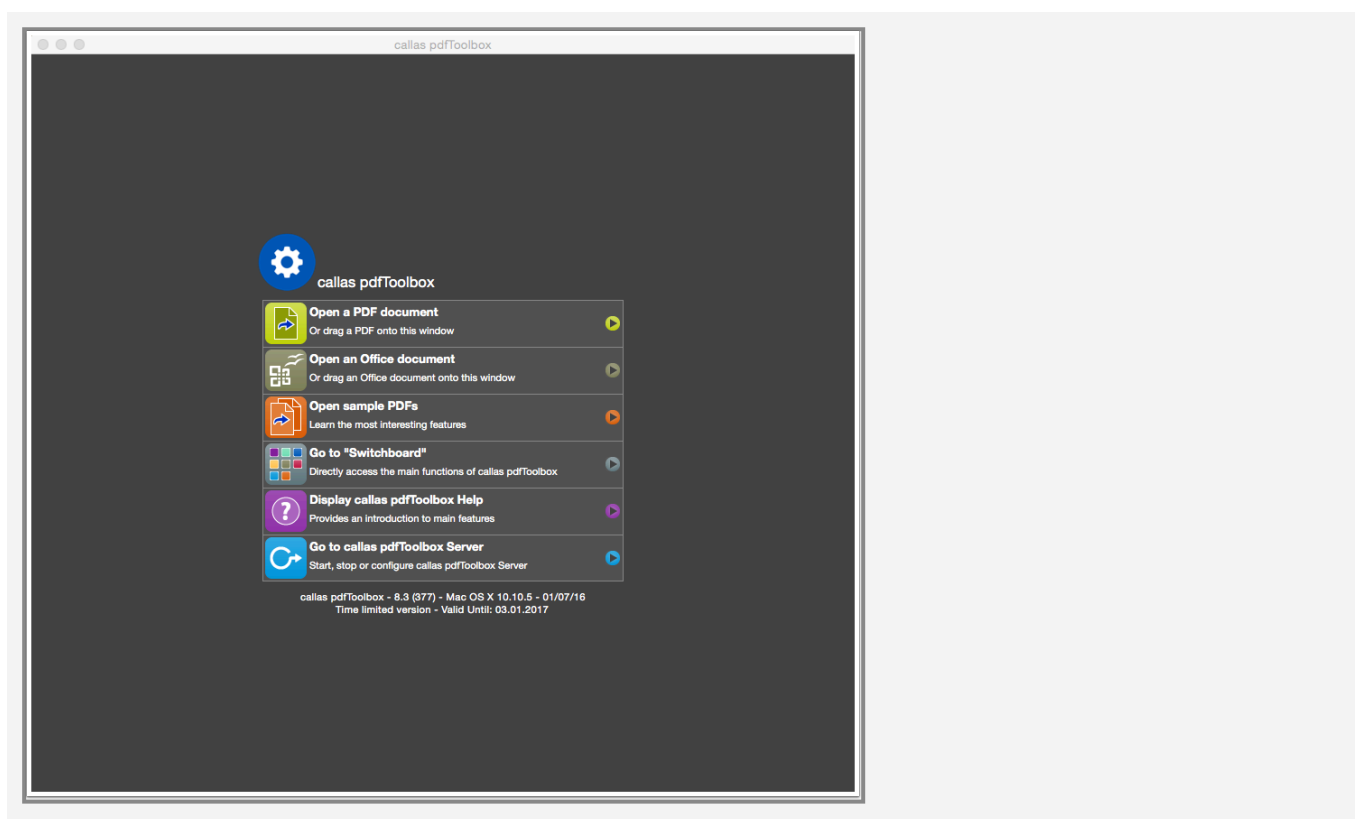 callas pdfToolbox
callas pdfToolbox
Open a PDF document
Or drag a PDF onto this window
Open an Office document
Or drag an Office document onto this window
Open sample PDFs
Learn the most interesting features
Go to "Switchboard"
Directly access the main functions of callas pdfToolbox
Display callas pdfToolbox Help
Provides an introduction to main features
Go to callas pdfToolbox Server
Start, stop or configure callas pdfToolbox Server
callas pdfToolbox - 8.3 (377) - Mac OS X 10.10.5 - 01/07/16
Time limited version - Valid Until: 03.01.2017